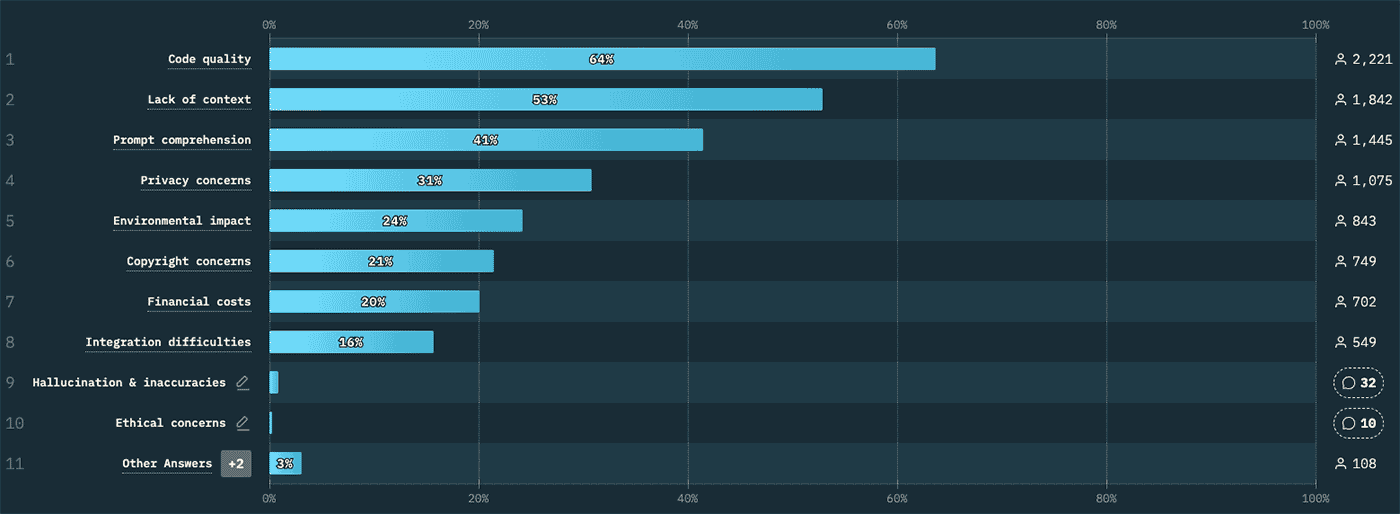 0% 20% 40% 60% 80% 100%
1 Code quality 64% 2,221
2 Lack of context 53% 1,842
3 Prompt comprehension 41% 1,445
4 Privacy concerns 31% 1,075
5 Environmental impact 24% 843
6 Copyright concerns 21% 749
7 Financial costs 20% 702
8 Integration difficulties 16% 549
9 Hallucination & inaccuracies 32
10 Ethical concerns 10
11 Other Answers +2 3% 108
0% 20% 40% 60% 80% 100%